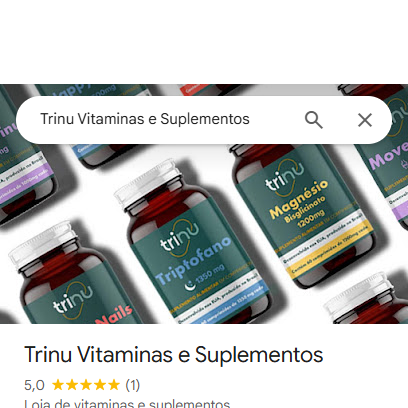 Happy
Trinu Vitaminas e Suplementos
Move
trinu
Magnésio
Bisglicinato
1200mg
trinu
Triptofano
1350 mg
trinu
Nails
Trinu Vitaminas e Suplementos
5,0 ★★★★★ (1)
Loja de vitaminas e suplementos